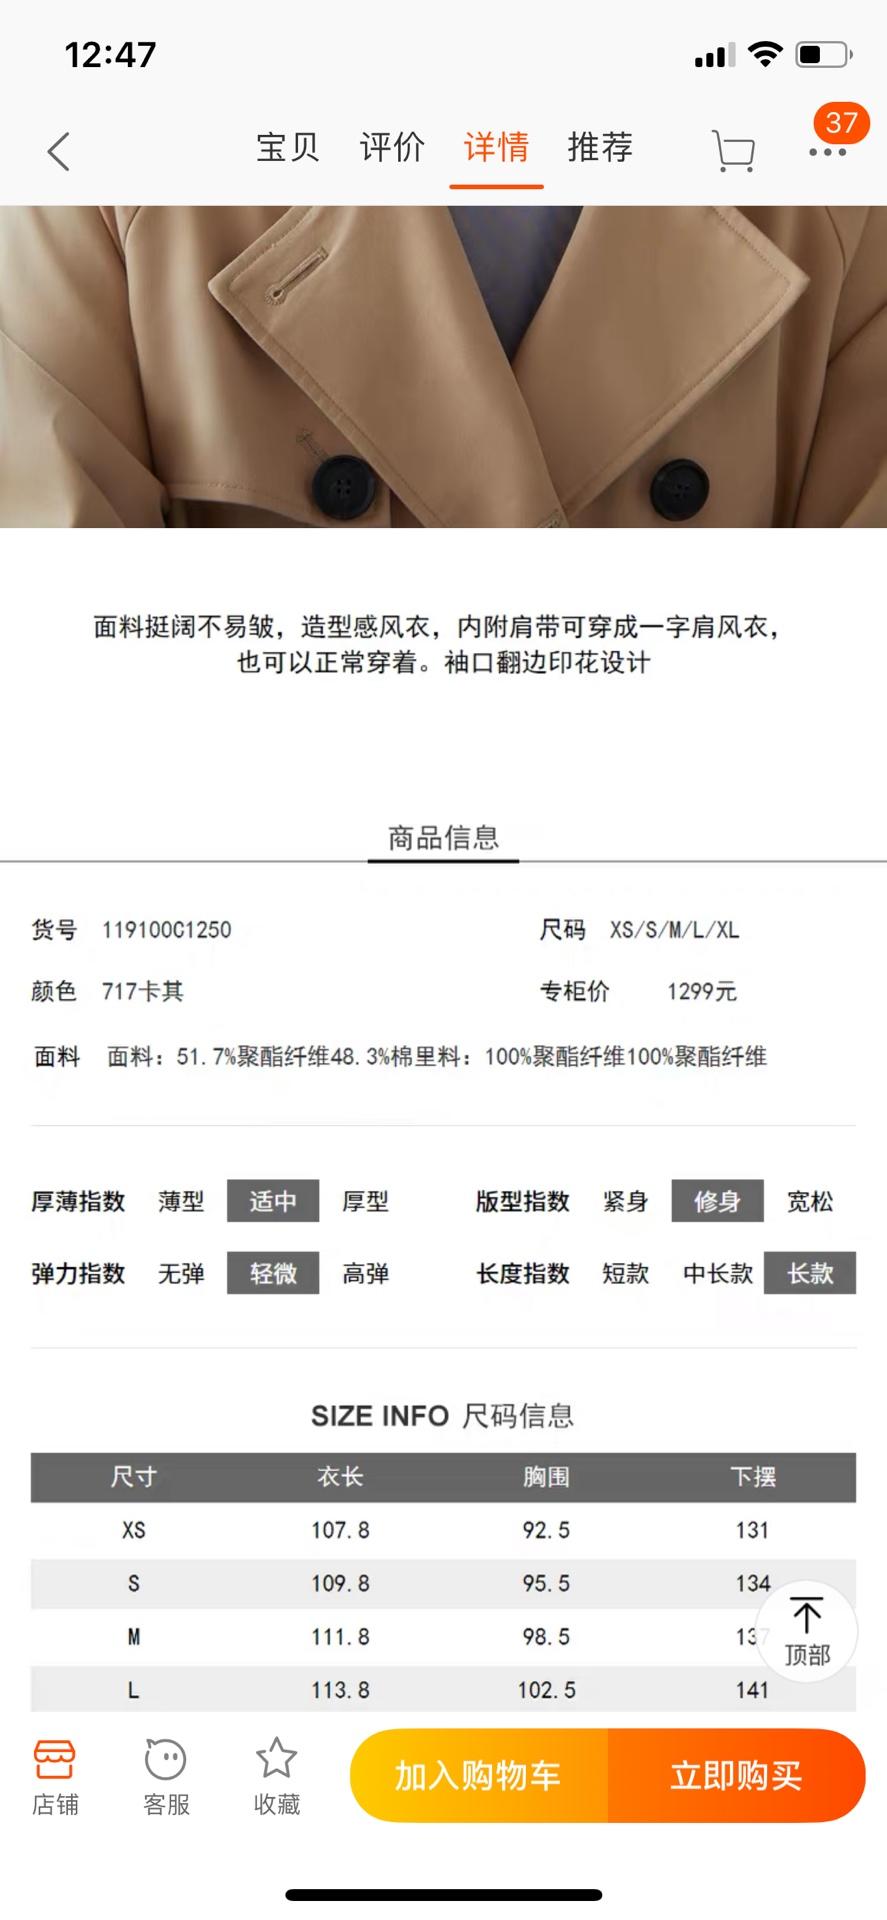 12:47
37
宝贝 评价 详情 推荐
面料挺阔不易皱，造型感风衣，内附肩带可穿成一字肩风衣，
也可以正常穿着。袖口翻边印花设计
商品信息
货号 119100C1250 尺码 XS/S/M/L/XL
颜色 717卡其 专柜价 1299元
面料 面料：51.7%聚酯纤维48.3%棉里料：100%聚酯纤维100%聚酯纤维
厚薄指数 薄型 适中 厚型 版型指数 紧身 修身 宽松
弹力指数 无弹 轻微 高弹 长度指数 短款 中长款 长款
SIZE INFO 尺码信息
尺寸 衣长 胸围 下摆
XS 107.8 92.5 131
S 109.8 95.5 134
M 111.8 98.5 137
顶部
L 113.8 102.5 141
店铺 客服 收藏 加入购物车 立即购买